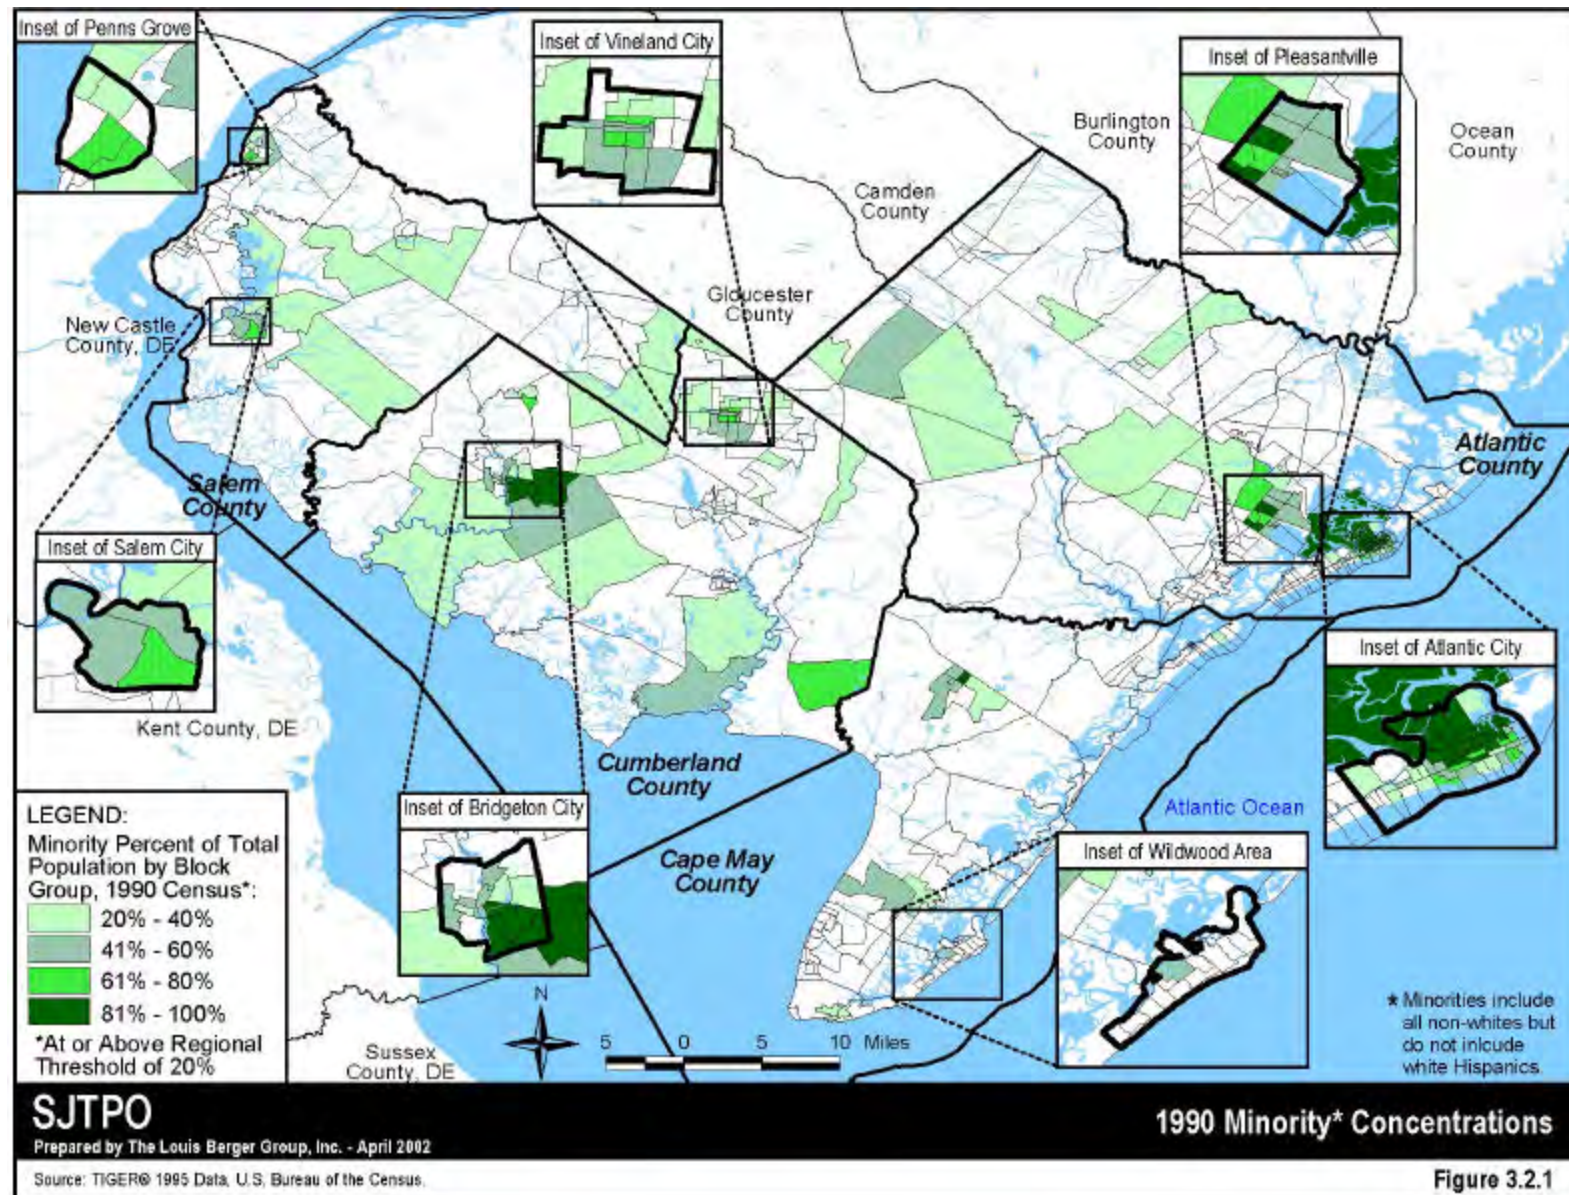 Inset of Penns Grove
Inset of Vineland City
Inset of Pleasantville
Burlington
County
Ocean
County
Camden
County
Gloucester
County
New Castle
County, DE
Salem
County
Atlantic
County
Inset of Salem City
Kent County, DE
Inset of Atlantic City
Cumberland
County
Inset of Bridgeton City
Atlantic Ocean
Cape May
County
Inset of Wildwood Area
LEGEND:
Minority Percent of Total
Population by Block
Group, 1990 Census*:
20% - 40%
41% - 60%
61% - 80%
81% - 100%
*At or Above Regional
Threshold of 20%
N
5 0 5 10 Miles
Sussex
County, DE
* Minorities include
all non-whites but
do not inlcude
white Hispanics.
SJTPO
Prepared by The Louis Berger Group, Inc. - April 2002
1990 Minority* Concentrations
Source: TIGER® 1995 Data, U.S. Bureau of the Census.
Figure 3.2.1